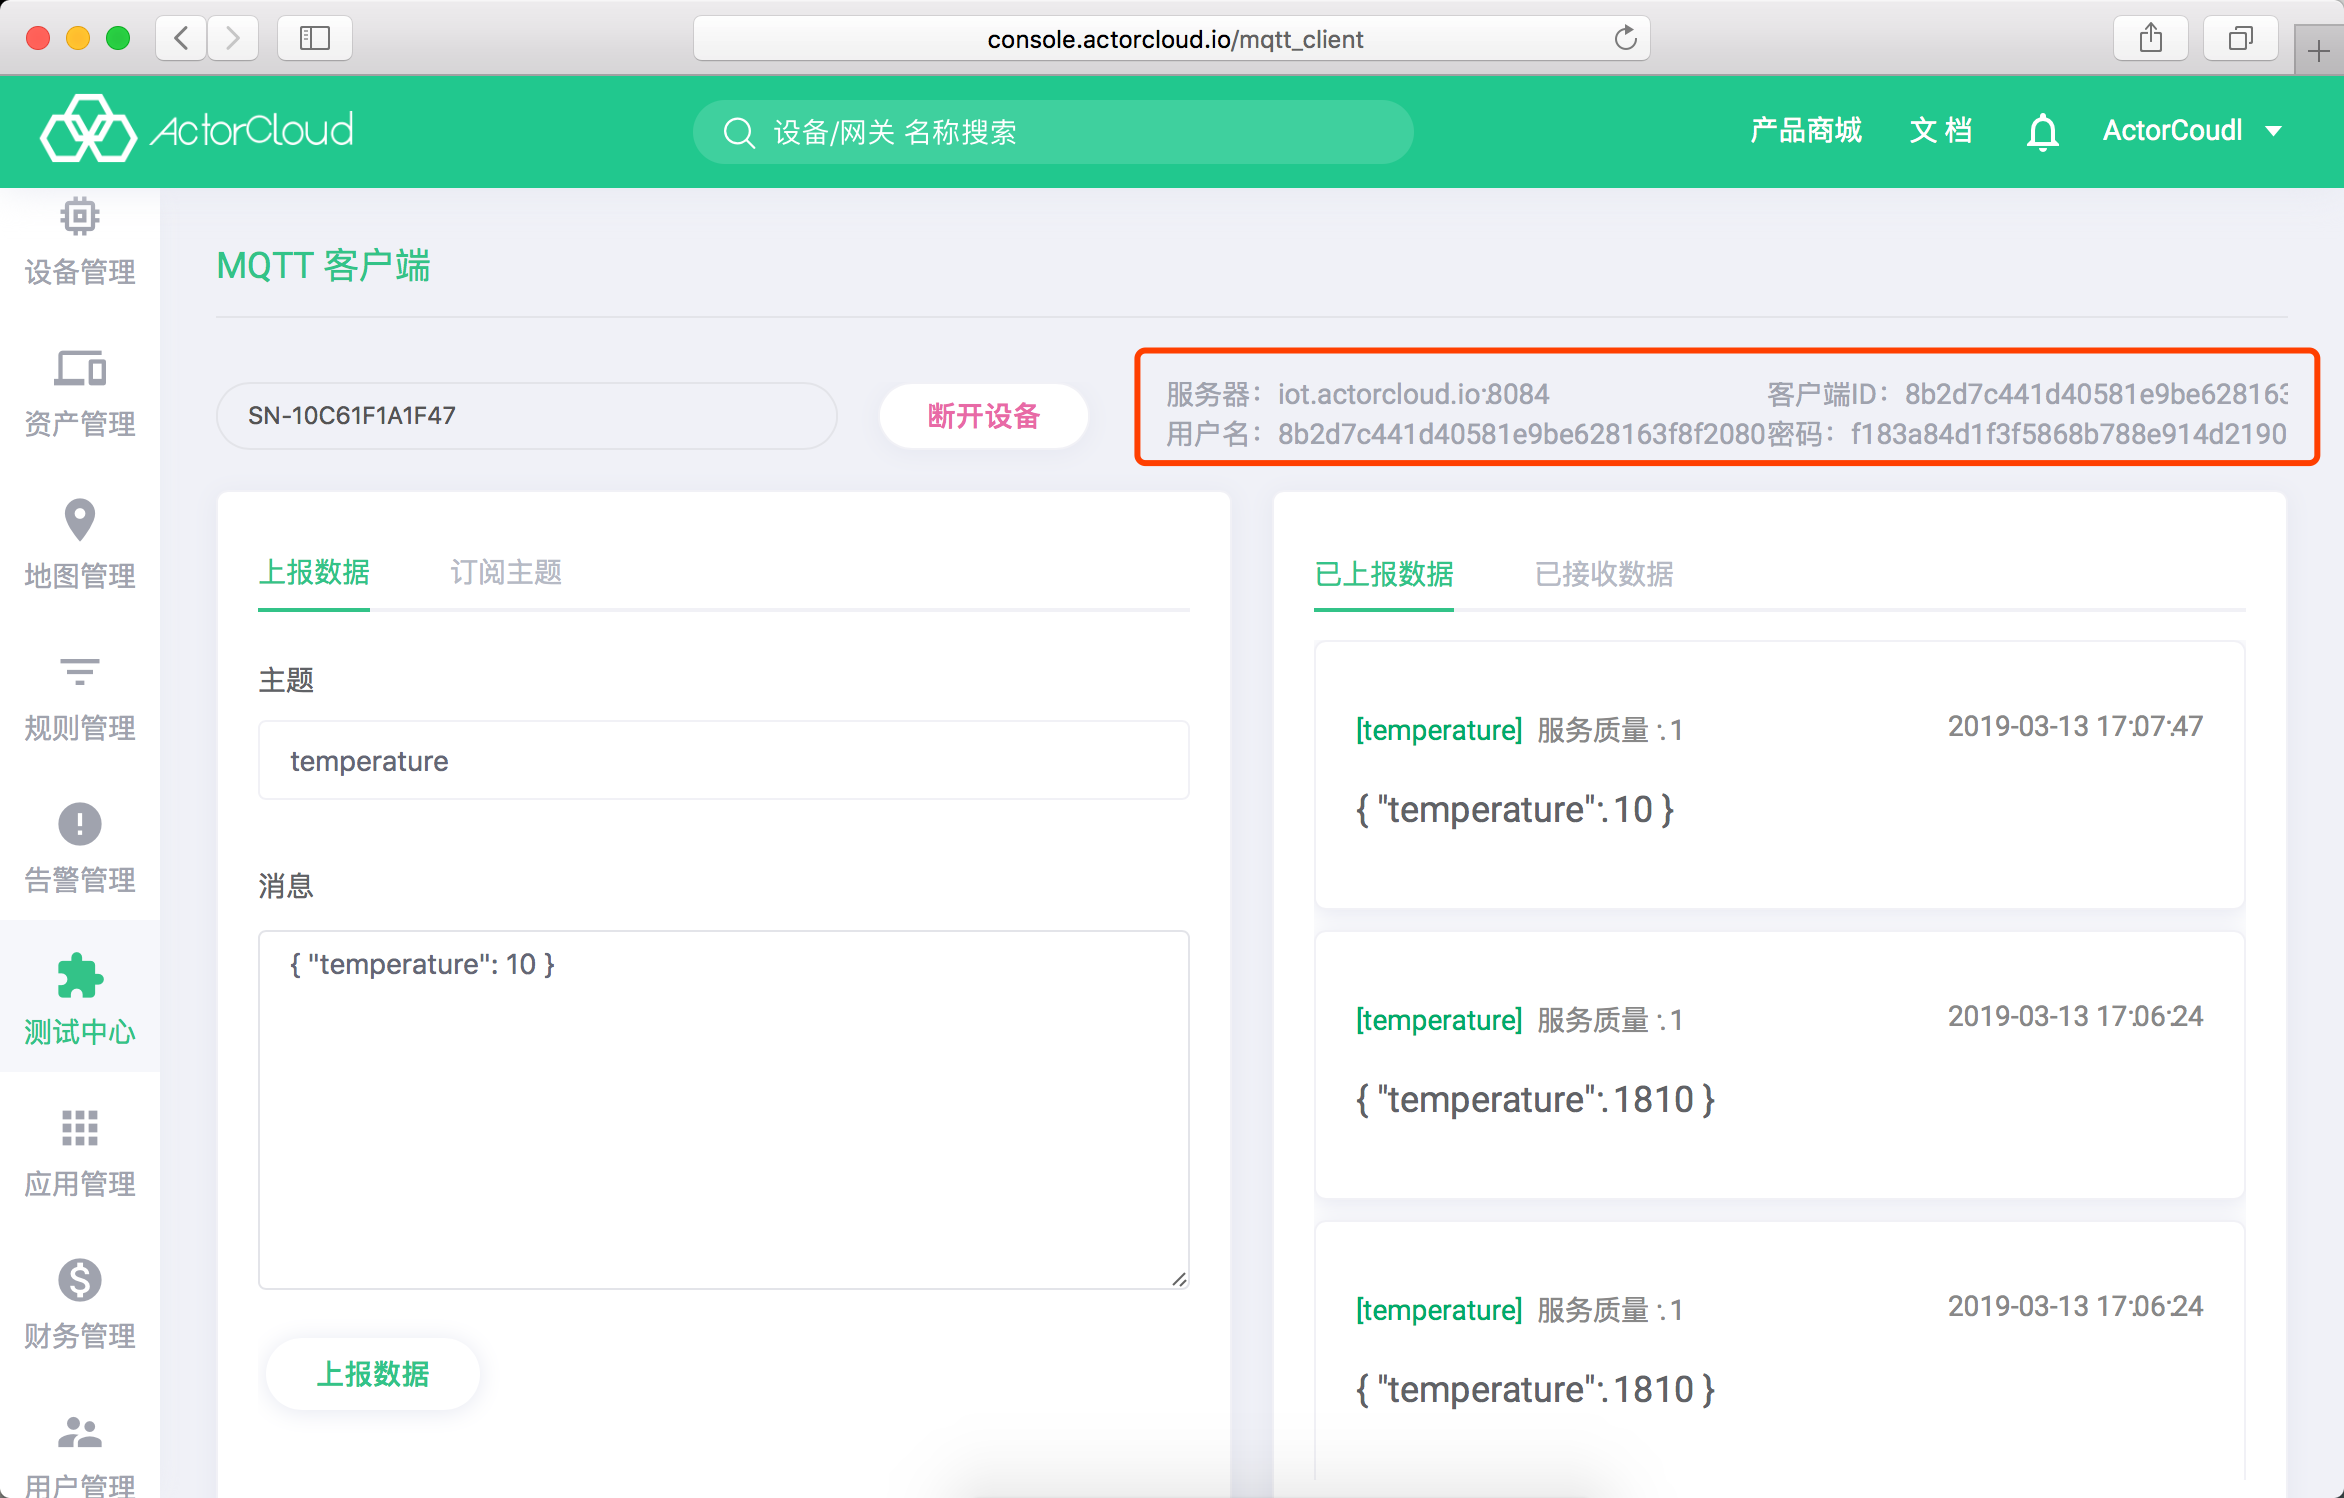 console.actorcloud.io/mqtt_client
ActorCloud
设备/网关 名称搜索
产品商城
文 档
ActorCoudl
设备管理
资产管理
地图管理
规则管理
告警管理
测试中心
应用管理
财务管理
用户管理
MQTT 客户端
SN-10C61F1A1F47
断开设备
服务器：iot.actorcloud.io:8084
客户端ID：8b2d7c441d40581e9be628163
用户名：8b2d7c441d40581e9be628163f8f2080
密码：f183a84d1f3f5868b788e914d2190
上报数据
订阅主题
主题
temperature
消息
{ "temperature": 10 }
上报数据
已上报数据
已接收数据
[temperature] 服务质量 : 1
2019-03-13 17:07:47
{ "temperature": 10 }
[temperature] 服务质量 : 1
2019-03-13 17:06:24
{ "temperature": 1810 }
[temperature] 服务质量 : 1
2019-03-13 17:06:24
{ "temperature": 1810 }